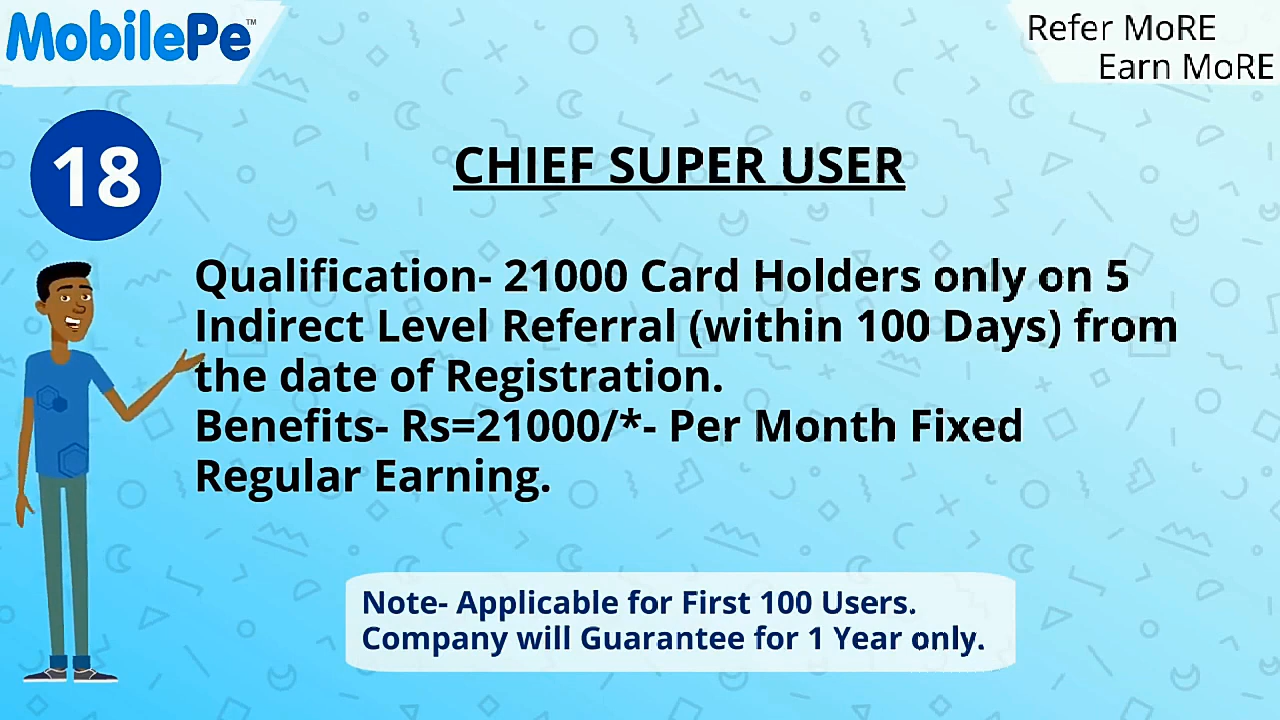 MobilePe™
Refer MoRE
Earn MoRE
18
CHIEF SUPER USER
Qualification- 21000 Card Holders only on 5
Indirect Level Referral (within 100 Days) from
the date of Registration.
Benefits- Rs=21000/*- Per Month Fixed
Regular Earning.
Note- Applicable for First 100 Users.
Company will Guarantee for 1 Year only.